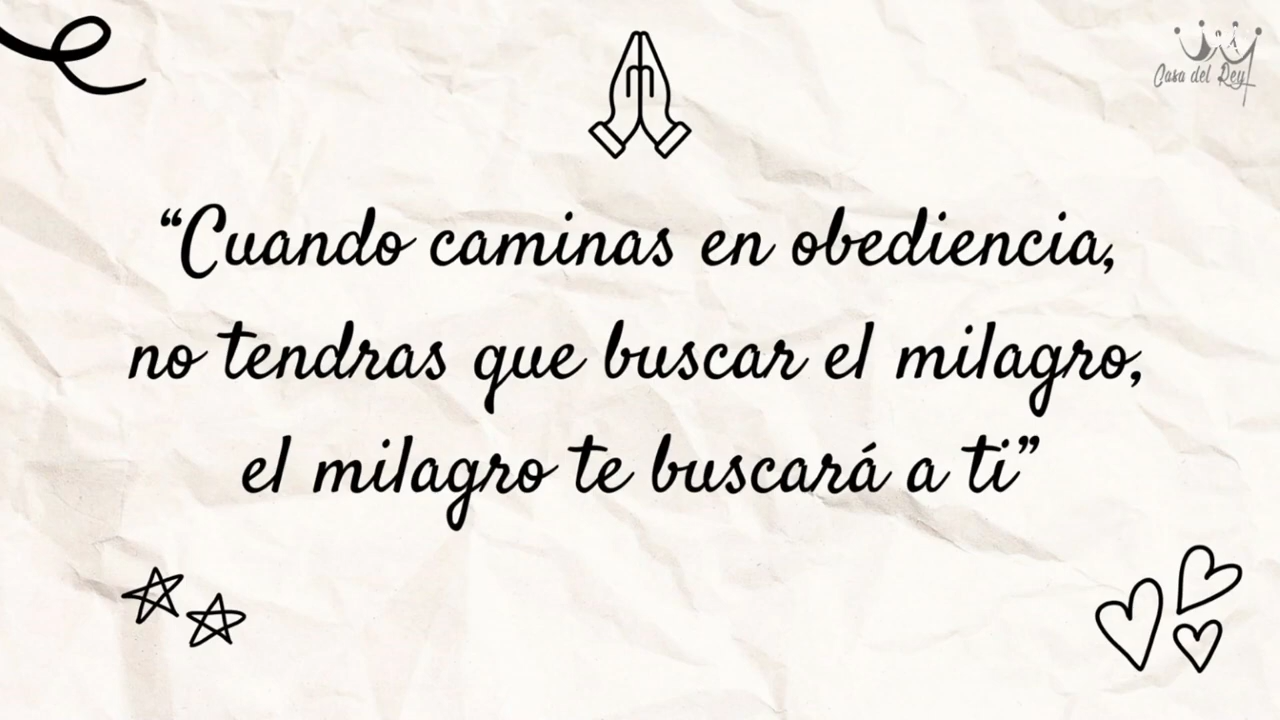 Casa del Rey
“Cuando caminas en obediencia,
no tendras que buscar el milagro,
el milagro te buscará a ti”